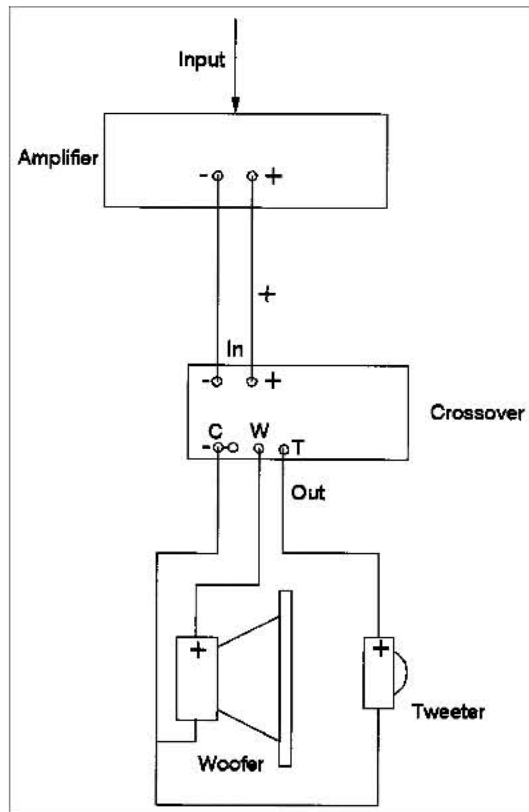 Input
Amplifier
- +
+
In
- +
Crossover
C W
- T
Out
+ +
Tweeter
Woofer